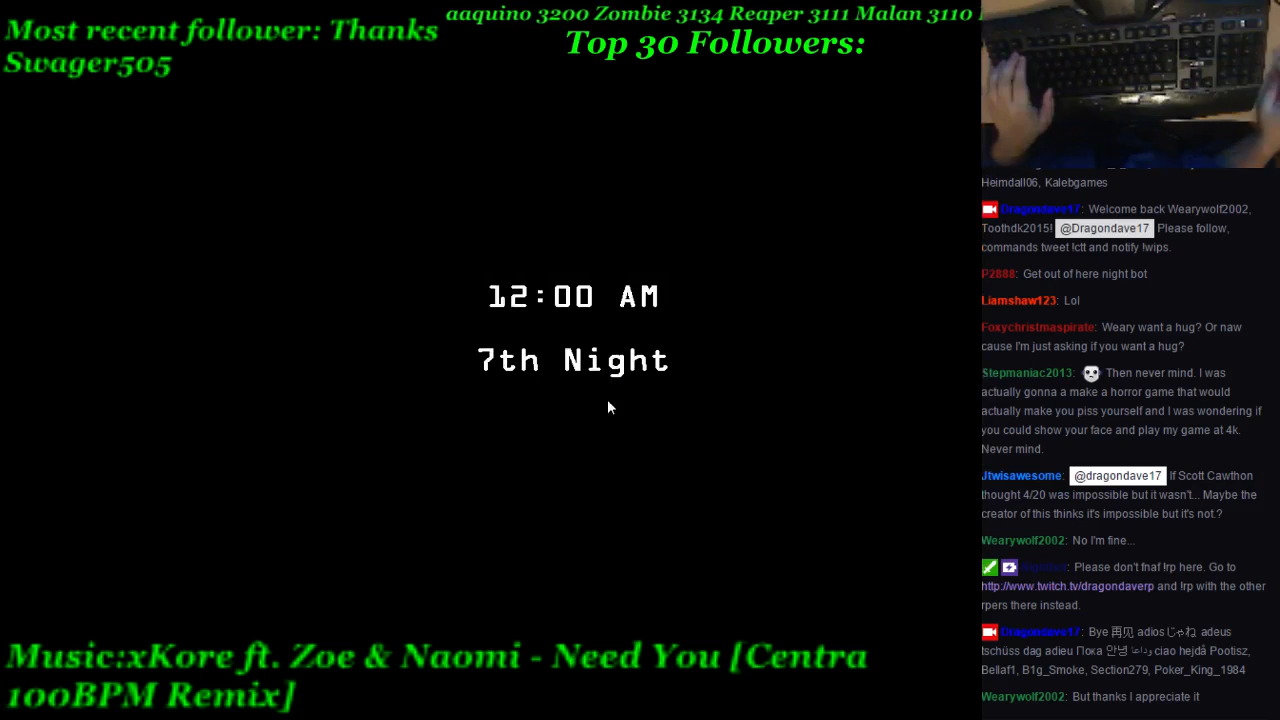 Most recent follower: Thanks
Swager505
aaquino 3200 Zombie 3134 Reaper 3111 Malan 3110
Top 30 Followers:
12:00 AM
7th Night
Music:xKore ft. Zoe & Naomi - Need You [Centra
100BPM Remix]
Heimdall06, Kalebgames
Dragondave17: Welcome back Wearywolf2002,
Toothdk2015! @Dragondave17 Please follow,
commands tweet !ctt and notify !wips.
P2888: Get out of here night bot
Liamshaw123: Lol
Foxychristmaspirate: Weary want a hug? Or naw
cause I'm just asking if you want a hug?
Stepmaniac2013: Then never mind. I was
actually gonna a make a horror game that would
actually make you piss yourself and I was wondering if
you could show your face and play my game at 4k.
Never mind.
Jtwisawesome: @dragondave17 If Scott Cawthon
thought 4/20 was impossible but it wasn't... Maybe the
creator of this thinks it's impossible but it's not.?
Wearywolf2002: No I'm fine...
: Please don't fnaf !rp here. Go to
http://www.twitch.tv/dragondaverp and !rp with the other
rpers there instead.
Dragondave17: Bye 再见 adios じゃね adeus
tschüss dag adieu Пока 안녕 وداعا ciao hejdå Pootisz,
Bellaf1, B1g_Smoke, Section279, Poker_King_1984
Wearywolf2002: But thanks I appreciate it